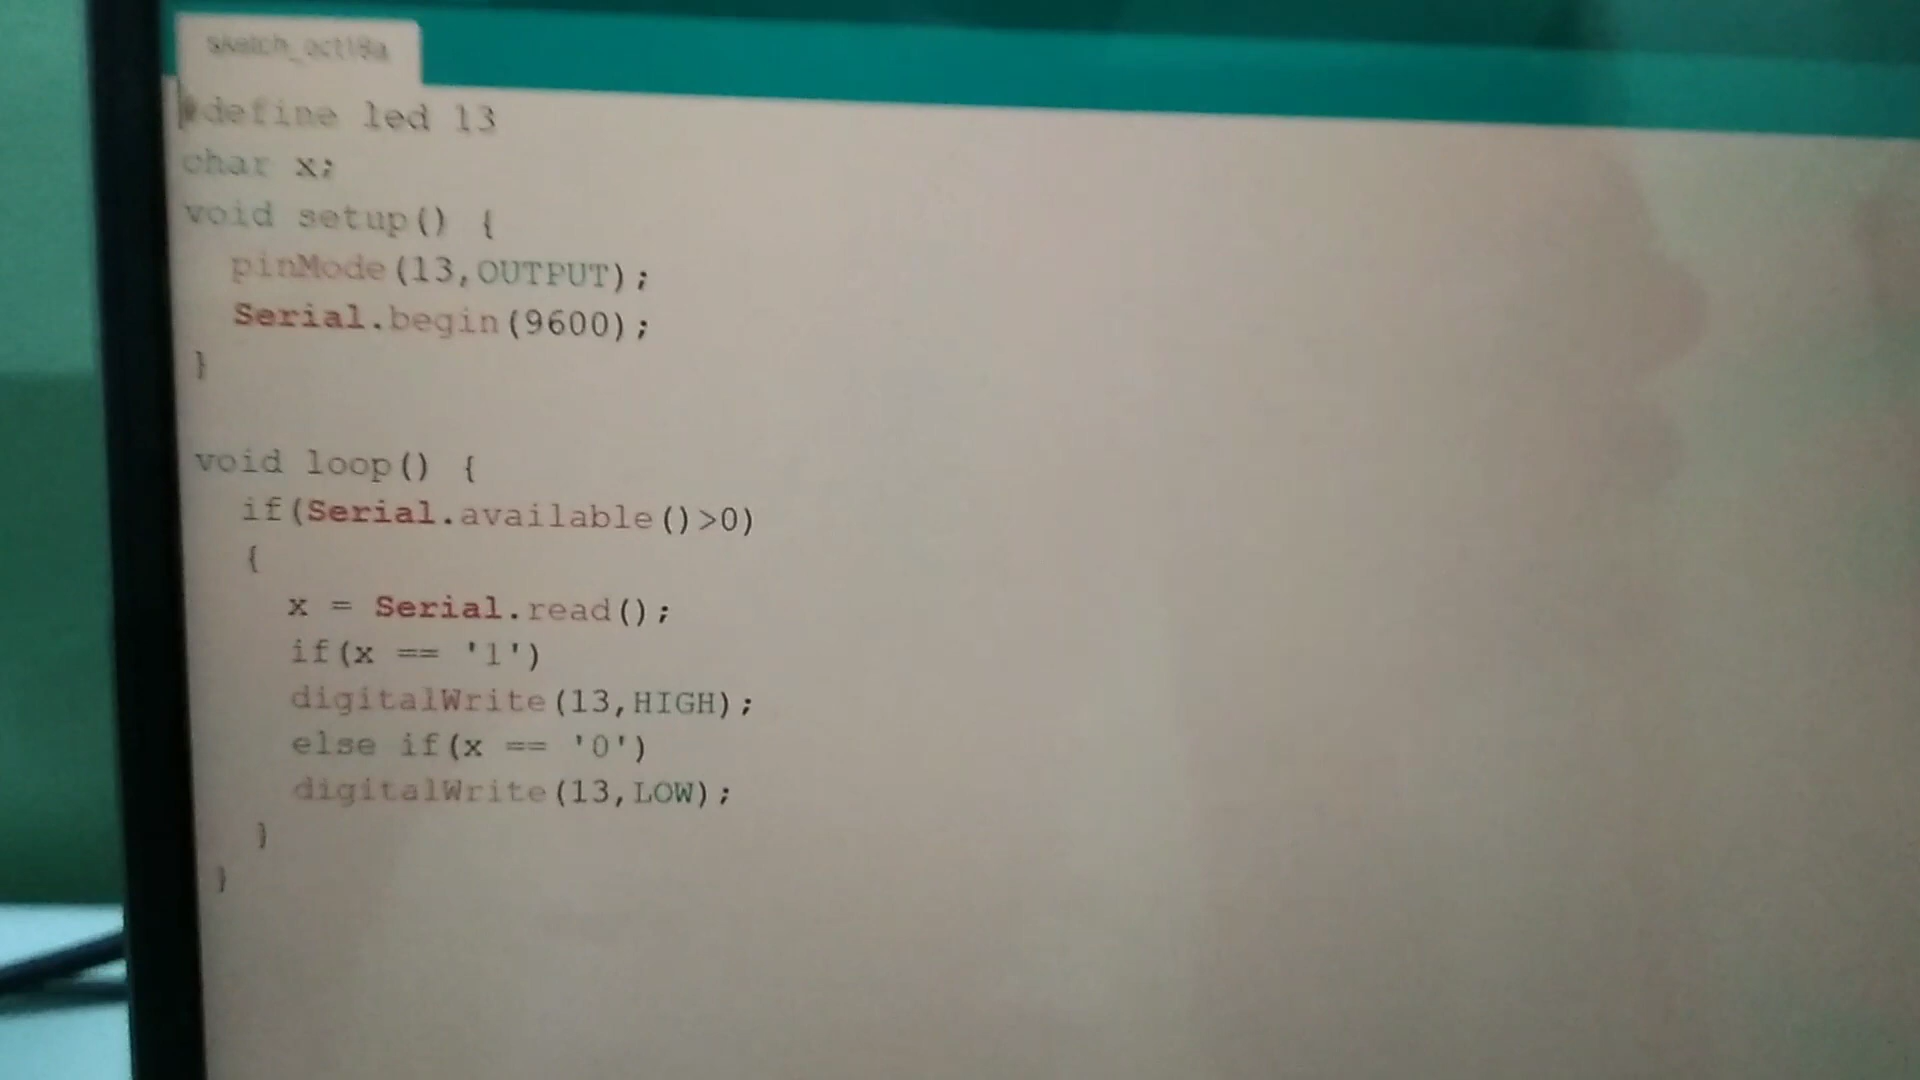 sketch_oct18a
#define led 13
char x;
void setup() {
pinMode(13,OUTPUT);
Serial.begin(9600);
}
void loop() {
if(Serial.available()>0)
{
x = Serial.read();
if(x == '1')
digitalWrite(13,HIGH);
else if(x == '0')
digitalWrite(13,LOW);
}
}